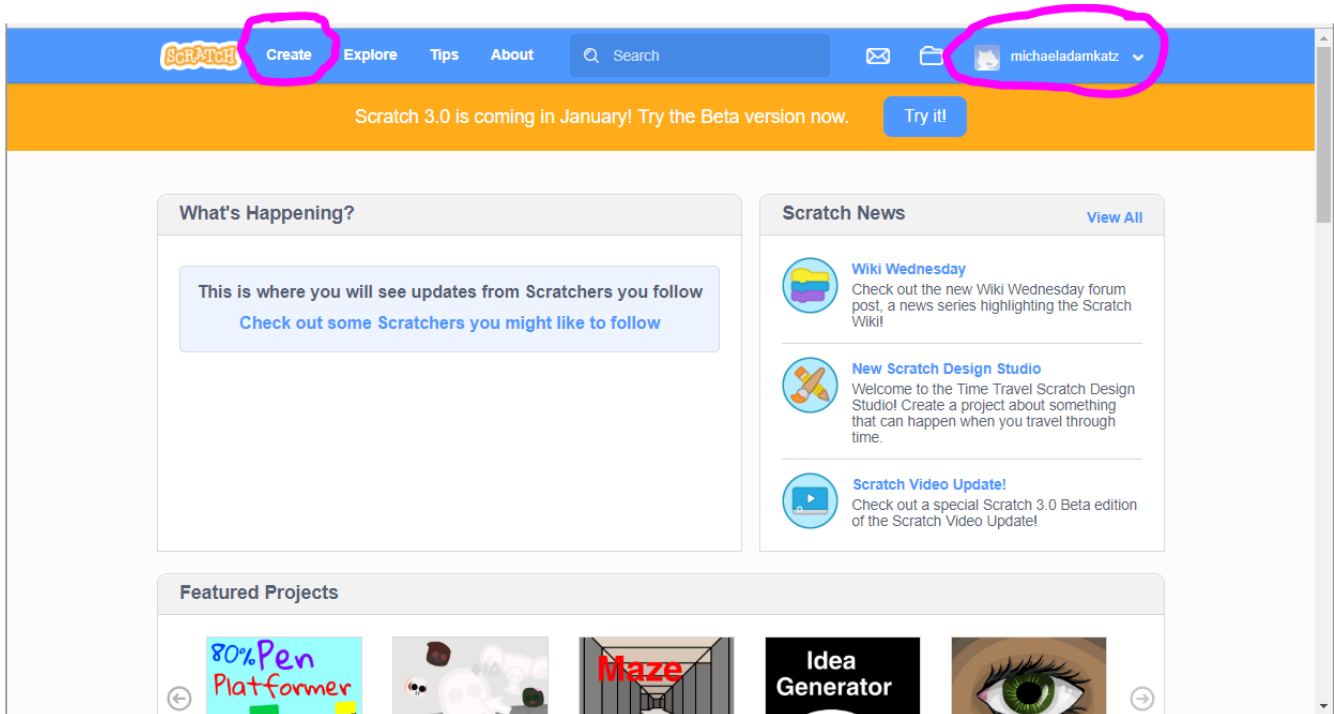 SCRATCH Create Explore Tips About Search michaeladamkatz
Scratch 3.0 is coming in January! Try the Beta version now. Try it!
What's Happening?
This is where you will see updates from Scratchers you follow
Check out some Scratchers you might like to follow
Scratch News View All
Wiki Wednesday
Check out the new Wiki Wednesday forum
post, a news series highlighting the Scratch
Wiki!
New Scratch Design Studio
Welcome to the Time Travel Scratch Design
Studio! Create a project about something
that can happen when you travel through
time.
Scratch Video Update!
Check out a special Scratch 3.0 Beta edition
of the Scratch Video Update!
Featured Projects
80% Pen
Platformer
Maze
Idea
Generator